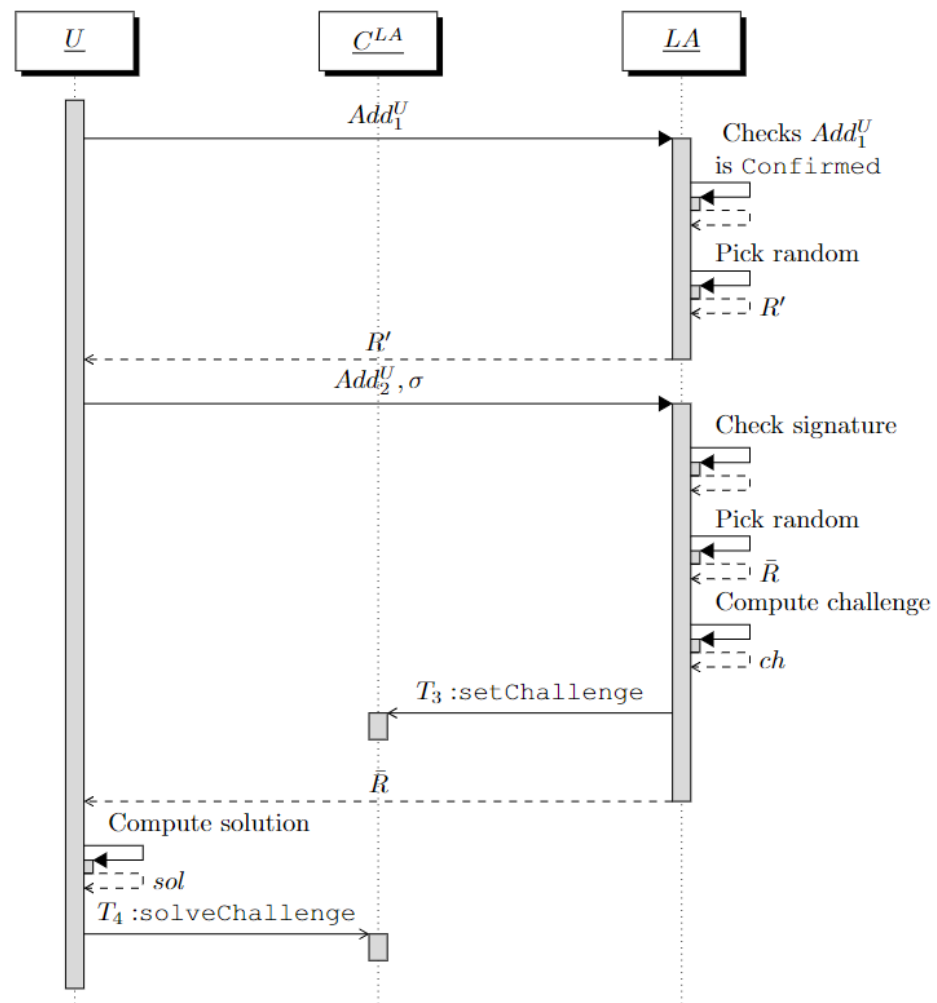 U
C^{LA}
LA
Add_1^U
Checks Add_1^U
is Confirmed
Pick random
R′
R′
Add_2^U, σ
Check signature
Pick random
R̄
Compute challenge
ch
T_3 :setChallenge
R̄
Compute solution
sol
T_4 :solveChallenge